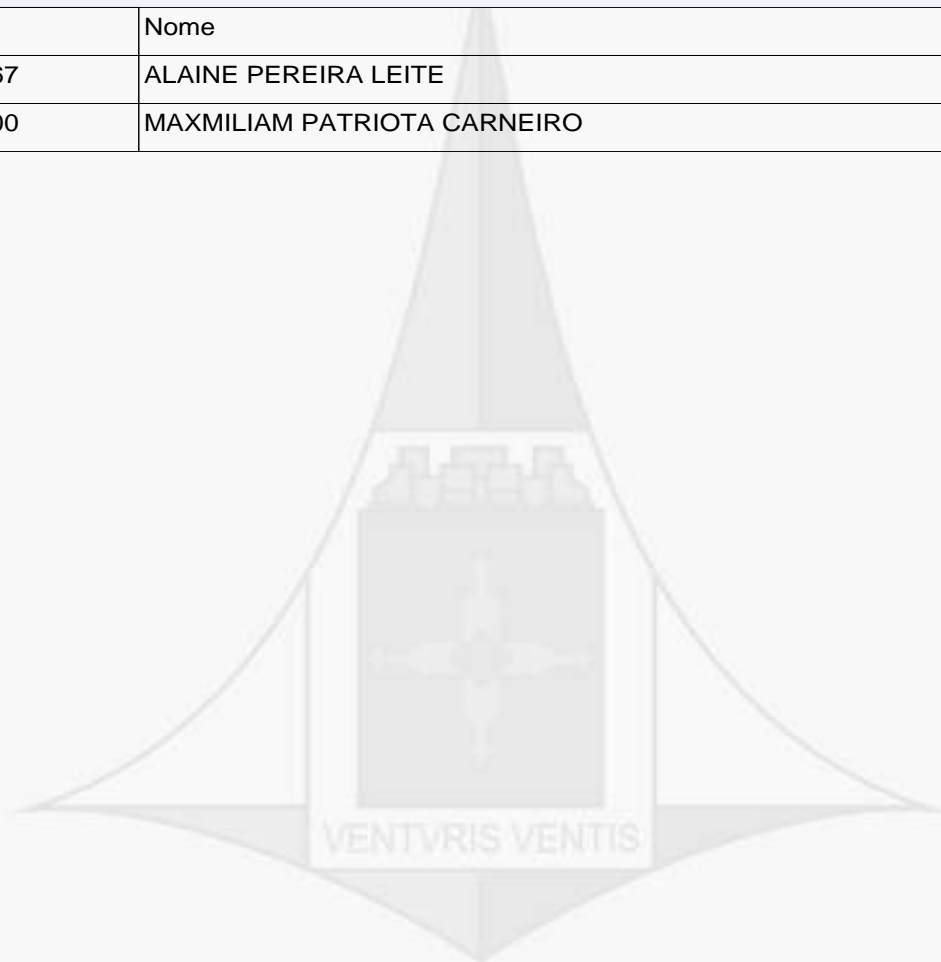 Nome
67 ALAINE PEREIRA LEITE
00 MAXMILIAM PATRIOTA CARNEIRO
VENTVRIS VENTIS